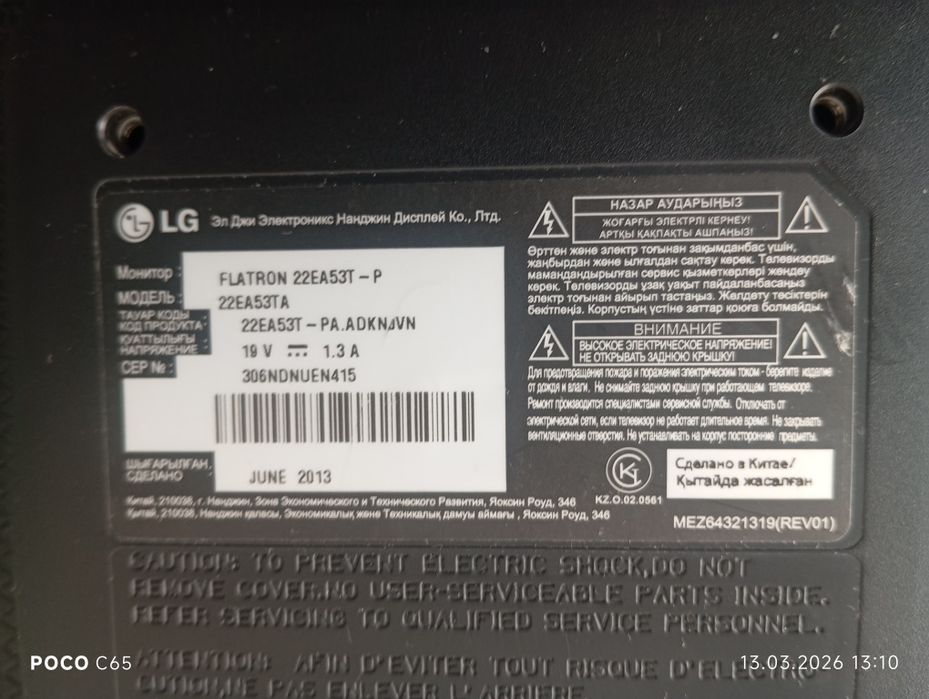 LG Эл Джи Электроникс Нанджин Дисплей Ко., Лтд.
Монитор : FLATRON 22EA53T-P
МОДЕЛЬ : 22EA53TA
ТАУАР КОДЫ
КОД ПРОДУКТА : 22EA53T-PA.ADKN VN
ҚУАТТЫЛЫҒЫ
НАПРЯЖЕНИЕ : 19 V 1.3 A
СЕР № : 306NDNUEN415
ШЫҒАРЫЛҒАН
СДЕЛАНО JUNE 2013
Китай, 210038, г. Нанджин, Зона Экономического и Технического Развития, Яоксин Роуд, 346
Қытай, 210038, Нанджин қаласы, Экономикалық және Техникалық дамуы аймағы , Яоксин Роуд, 346
НАЗАР АУДАРЫҢЫЗ
ЖОҒАРҒЫ ЭЛЕКТРЛІ КЕРНЕУ!
АРТҚЫ ҚАҚПАҚТЫ АШПАҢЫЗ!
Өрттен және электр тоғынан зақымданбас үшін,
жаңбырдан және ылғалдан сақтау керек. Телевизорды
мамандандырылған сервис қызметкерлері жөндеу
керек. Телевизорды ұзақ уақыт пайдаланбасаңыз
электр тоғынан айырып тастаңыз. Желдету тесіктерін
бекітпеңіз. Корпустың үстіне заттар қоюға болмайды.
ВНИМАНИЕ
ВЫСОКОЕ ЭЛЕКТРИЧЕСКОЕ НАПРЯЖЕНИЕ!
НЕ ОТКРЫВАТЬ ЗАДНЮЮ КРЫШКУ!
Для предотвращения пожара и поражения электрическим током - берегите изделие
от дождя и влаги. Не снимайте заднюю крышку при работающем телевизоре.
Ремонт производится специалистами сервисной службы. Отключать от
электрической сети, если телевизор не работает длительное время. Не закрывать
вентиляционные отверстия. Не устанавливать на корпус посторонние предметы.
KZ.O.02.0561
Сделано в Китае/
Қытайда жасалған
MEZ64321319(REV01)
CAUTION: TO PREVENT ELECTRIC SHOCK,DO NOT
REMOVE COVER.NO USER-SERVICEABLE PARTS INSIDE.
REFER SERVICING TO QUALIFIED SERVICE PERSONNEL.
ATTENTION: AFIN D'EVITER TOUT RISQUE D'ELECTRO
CUTION,NE PAS ENLEVER L'ARRIERE
POCO C65
13.03.2026 13:10